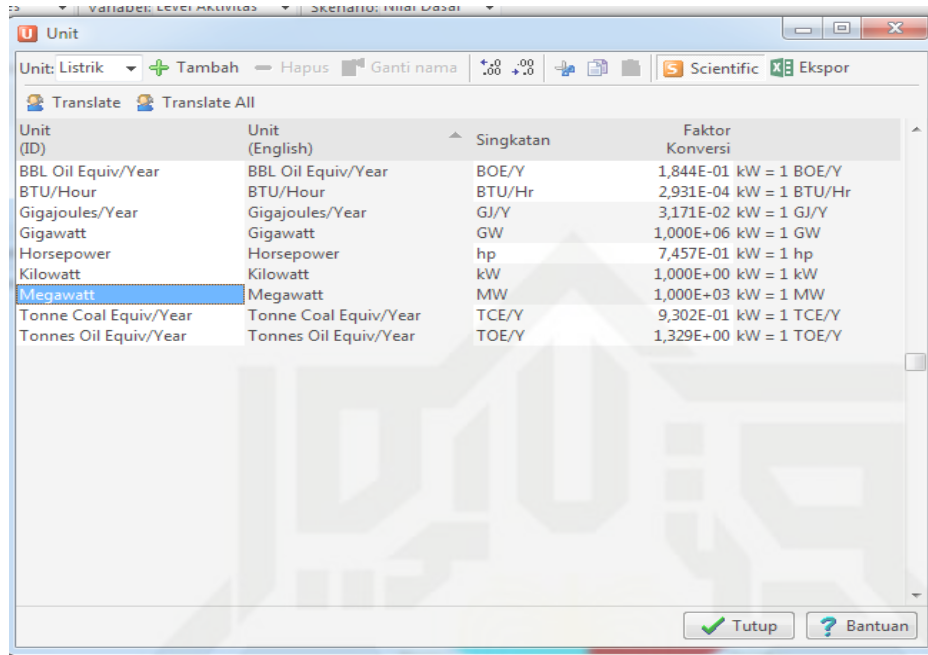 Variabel: Level Aktivitas Skenario: Nilai Dasar
Unit
Unit: Listrik Tambah Hapus Ganti nama Scientific Ekspor
Translate Translate All
Unit (ID) Unit (English) Singkatan Faktor Konversi
BBL Oil Equiv/Year BBL Oil Equiv/Year BOE/Y 1,844E-01 kW = 1 BOE/Y
BTU/Hour BTU/Hour BTU/Hr 2,931E-04 kW = 1 BTU/Hr
Gigajoules/Year Gigajoules/Year GJ/Y 3,171E-02 kW = 1 GJ/Y
Gigawatt Gigawatt GW 1,000E+06 kW = 1 GW
Horsepower Horsepower hp 7,457E-01 kW = 1 hp
Kilowatt Kilowatt kW 1,000E+00 kW = 1 kW
Megawatt Megawatt MW 1,000E+03 kW = 1 MW
Tonne Coal Equiv/Year Tonne Coal Equiv/Year TCE/Y 9,302E-01 kW = 1 TCE/Y
Tonnes Oil Equiv/Year Tonnes Oil Equiv/Year TOE/Y 1,329E+00 kW = 1 TOE/Y
Tutup Bantuan